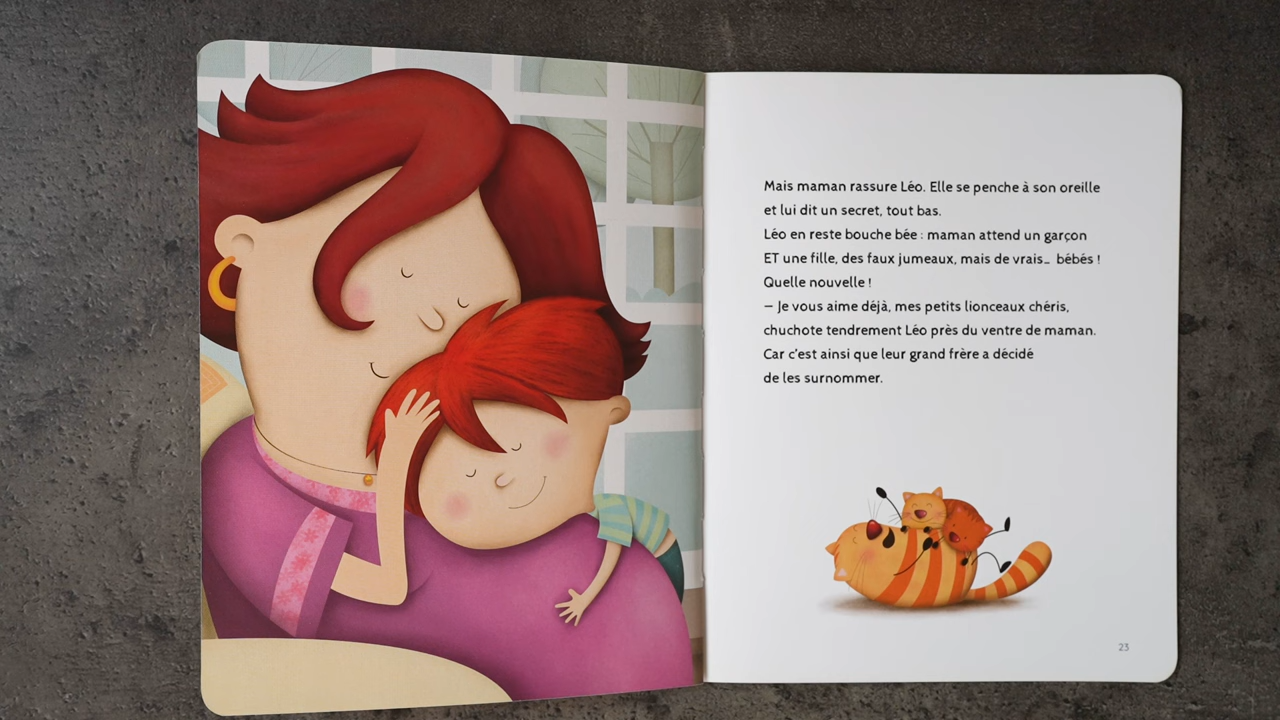 Mais maman rassure Léo. Elle se penche à son oreille
et lui dit un secret, tout bas.
Léo en reste bouche bée : maman attend un garçon
ET une fille, des faux jumeaux, mais de vrais… bébés !
Quelle nouvelle !
– Je vous aime déjà, mes petits lionceaux chéris,
chuchote tendrement Léo près du ventre de maman.
Car c'est ainsi que leur grand frère a décidé
de les surnommer.
23